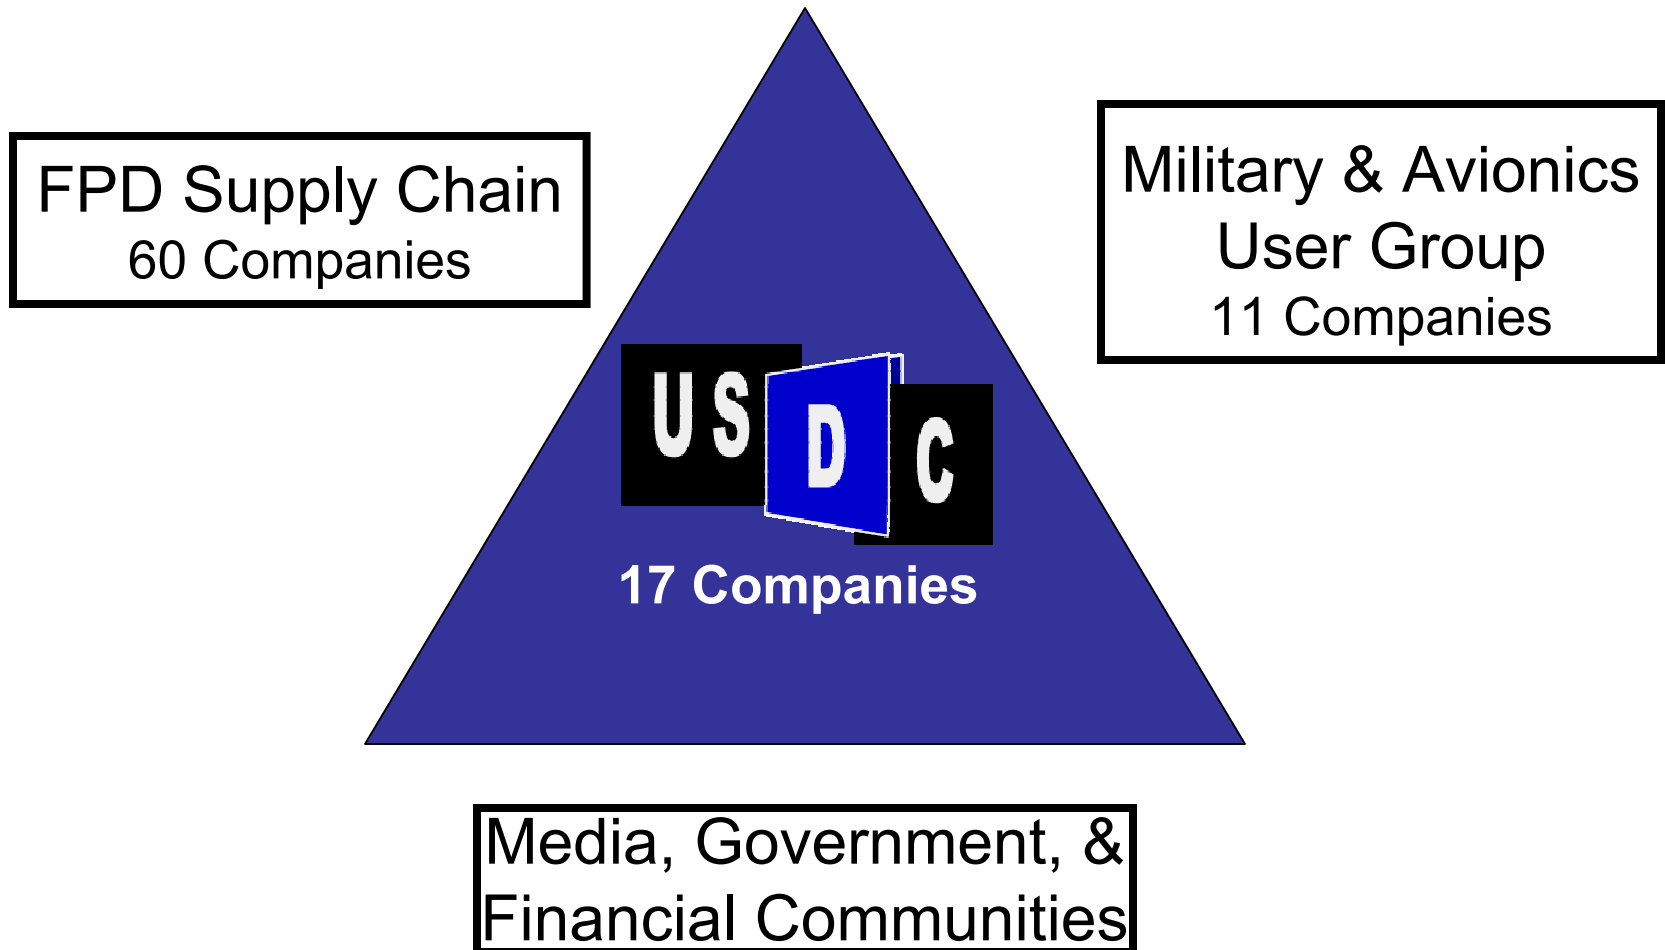 FPD Supply Chain
60 Companies
Military & Avionics
User Group
11 Companies
USDC
17 Companies
Media, Government, &
Financial Communities